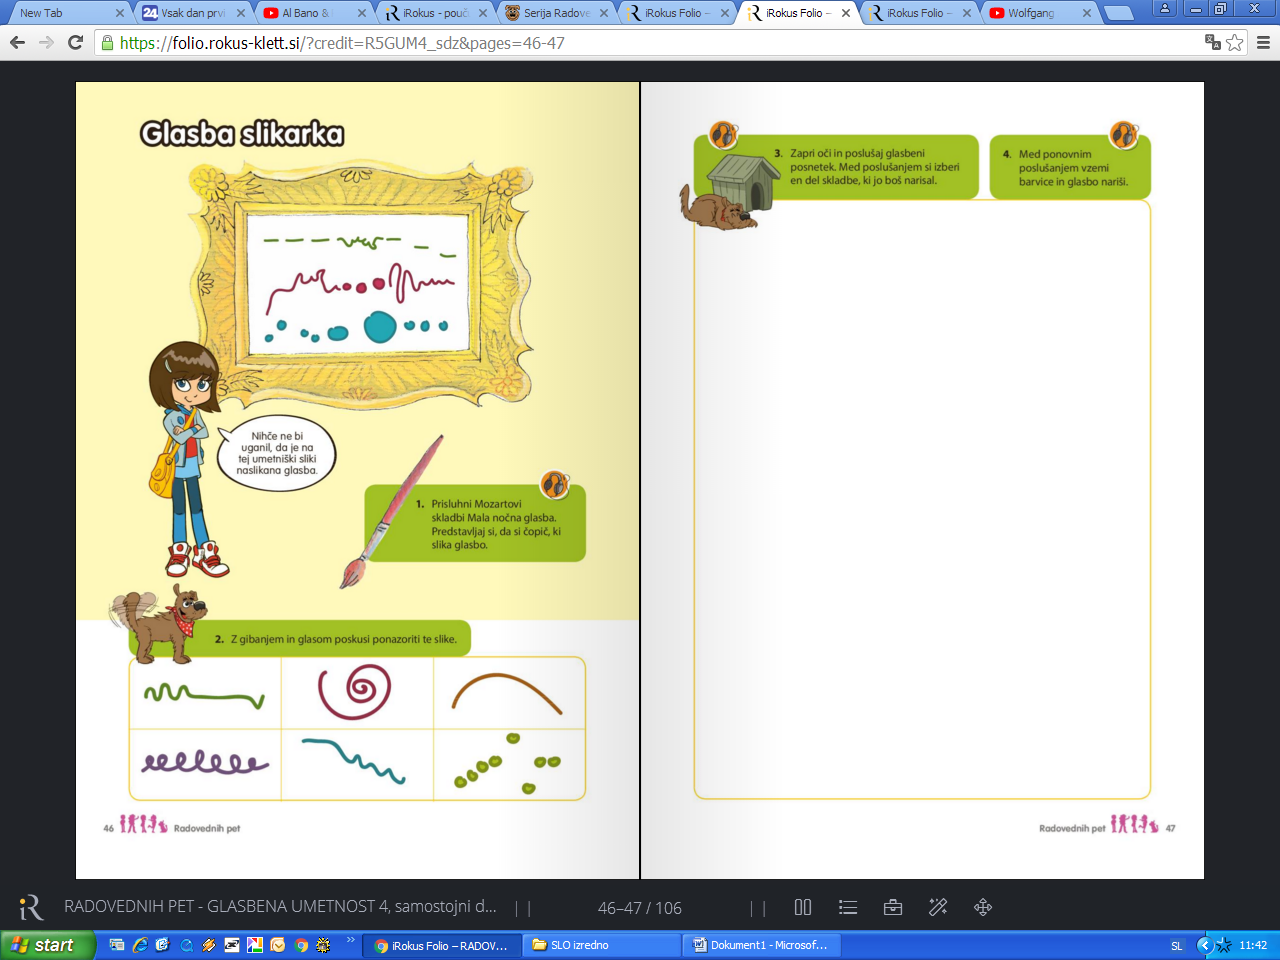 New Tab
24 Vsak dan prvi
Al Bano &
iRokus - pouč
Serija Radove
iRokus Folio –
iRokus Folio –
iRokus Folio –
Wolfgang
https://folio.rokus-klett.si/?credit=R5GUM4_sdz&pages=46-47
Glasba slikarka
Nihče ne bi
uganil, da je na
tej umetniški sliki
naslikana glasba.
1. Prisluhni Mozartovi
skladbi Mala nočna glasba.
Predstavljaj si, da si čopič, ki
slika glasbo.
2. Z gibanjem in glasom poskusi ponazoriti te slike.
46 Radovednih pet
3. Zapri oči in poslušaj glasbeni
posnetek. Med poslušanjem si izberi
en del skladbe, ki jo boš narisal.
4. Med ponovnim
poslušanjem vzemi
barvice in glasbo nariši.
Radovednih pet 47
iR RADOVEDNIH PET - GLASBENA UMETNOST 4, samostojni d...
46–47 / 106
start
iRokus Folio – RADOV...
SLO izredno
Dokument1 - Microsof...
SL
11:42